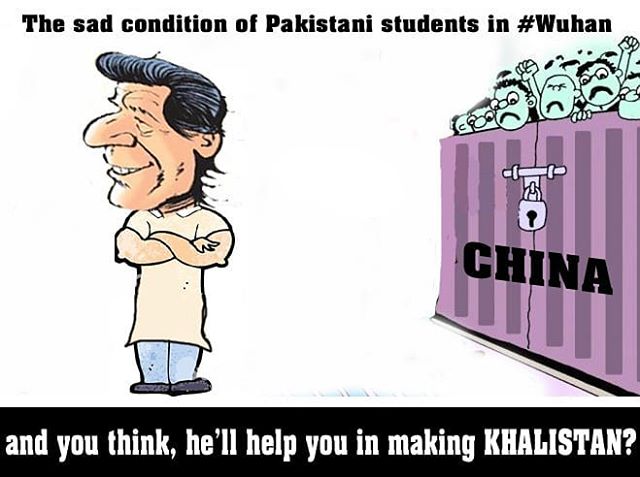 The sad condition of Pakistani students in #Wuhan
CHINA
and you think, he'll help you in making KHALISTAN?